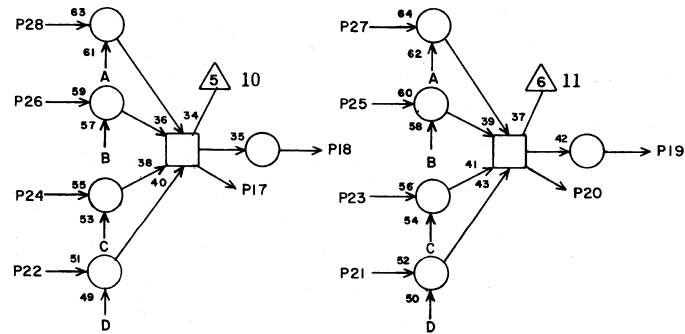 P28 63 P27 64
61 62
A 5 10 A 6 11
P26 59 P25 60
57 36 34 58 39 37
B 35 P18 B 42 P19
38 41
P24 55 40 P17 P23 56 43 P20
53 54
C C
P22 51 P21 52
49 50
D D